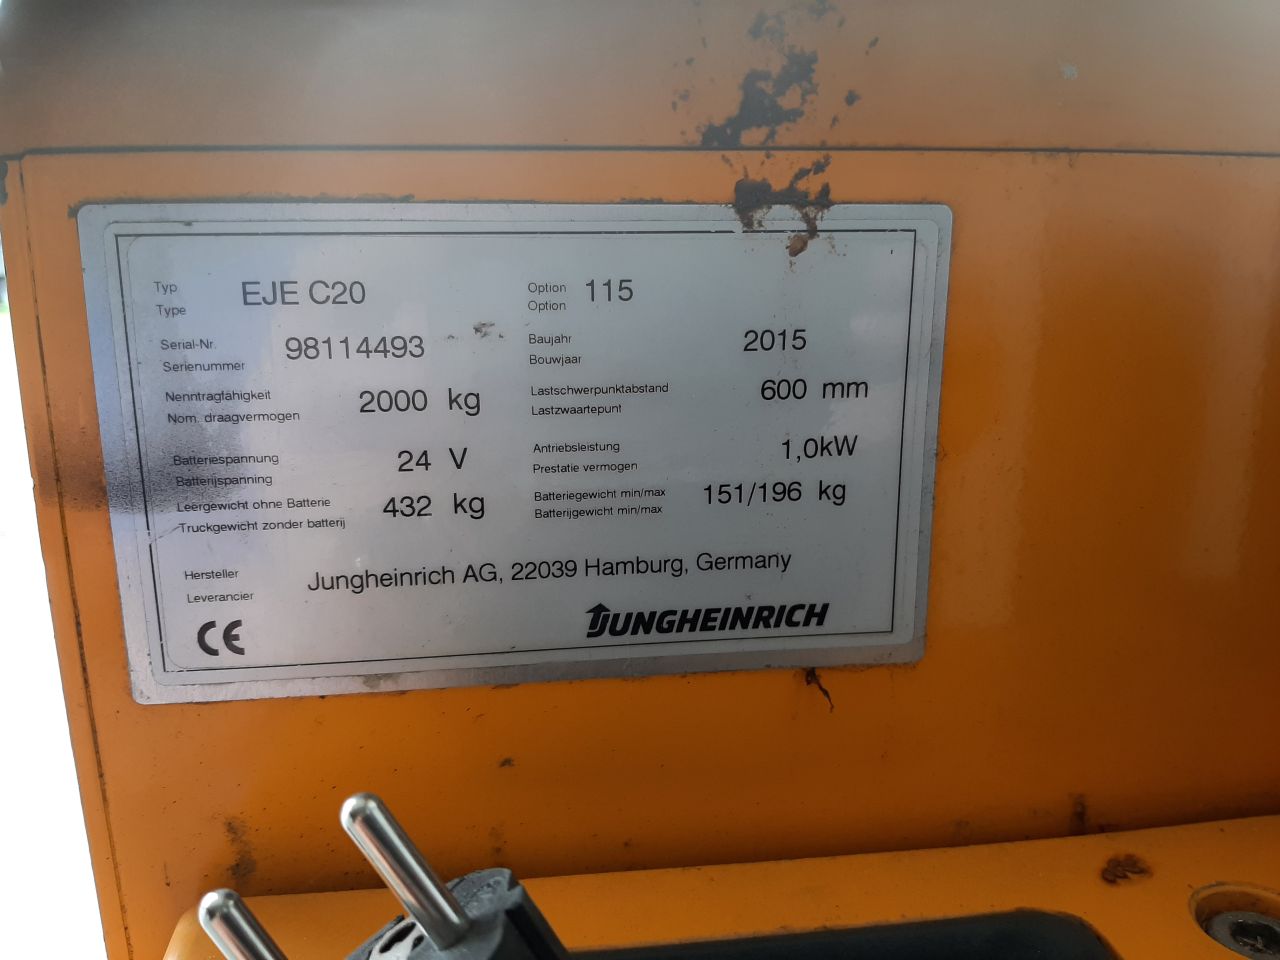 Typ
Type
EJE C20
Option
Option
115
Serial-Nr.
Serienummer
98114493
Baujahr
Bouwjaar
2015
Nenntragfähigkeit
Nom. draagvermogen
2000 kg
Lastschwerpunktabstand
Lastzwaartepunt
600 mm
Batteriespannung
Batterijspanning
24 V
Antriebsleistung
Prestatie vermogen
1,0kW
Leergewicht ohne Batterie
Truckgewicht zonder batterij
432 kg
Batteriegewicht min/max
Batterijgewicht min/max
151/196 kg
Hersteller
Leverancier
Jungheinrich AG, 22039 Hamburg, Germany
CE
JUNGHEINRICH